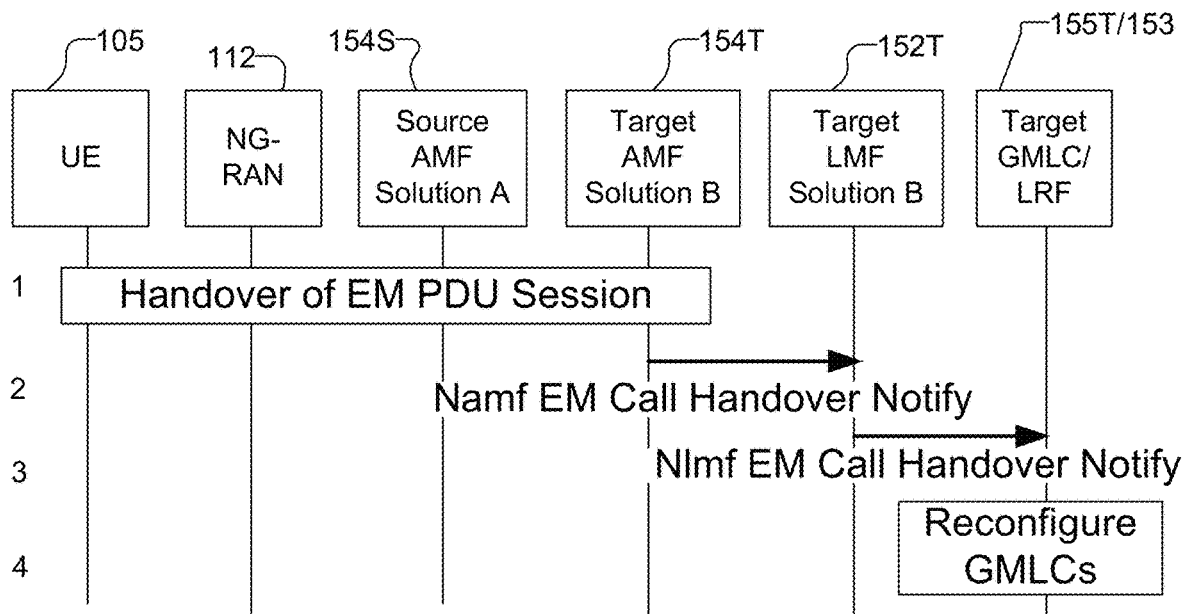 105
112
154S
154T
152T
155T/153
UE
NG-
RAN
Source
AMF
Solution A
Target
AMF
Solution B
Target
LMF
Solution B
Target
GMLC/
LRF
1
Handover of EM PDU Session
2
Namf EM Call Handover Notify
3
Nlmf EM Call Handover Notify
4
Reconfigure
GMLCs